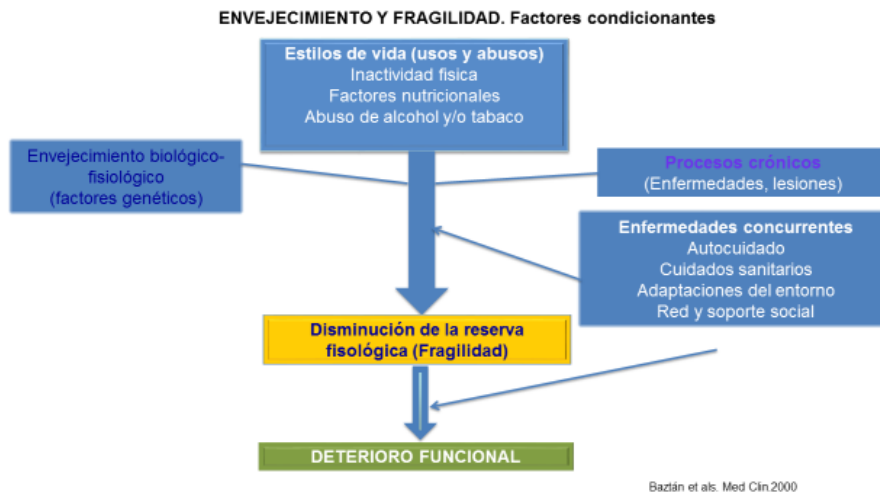 ENVEJECIMIENTO Y FRAGILIDAD. Factores condicionantes
Estilos de vida (usos y abusos)
Inactividad física
Factores nutricionales
Abuso de alcohol y/o tabaco
Envejecimiento biológico-
fisiológico
(factores genéticos)
Procesos crónicos
(Enfermedades, lesiones)
Enfermedades concurrentes
Autocuidado
Cuidados sanitarios
Adaptaciones del entorno
Red y soporte social
Disminución de la reserva
fisológica (Fragilidad)
DETERIORO FUNCIONAL
Baztán et als. Med Clin.2000